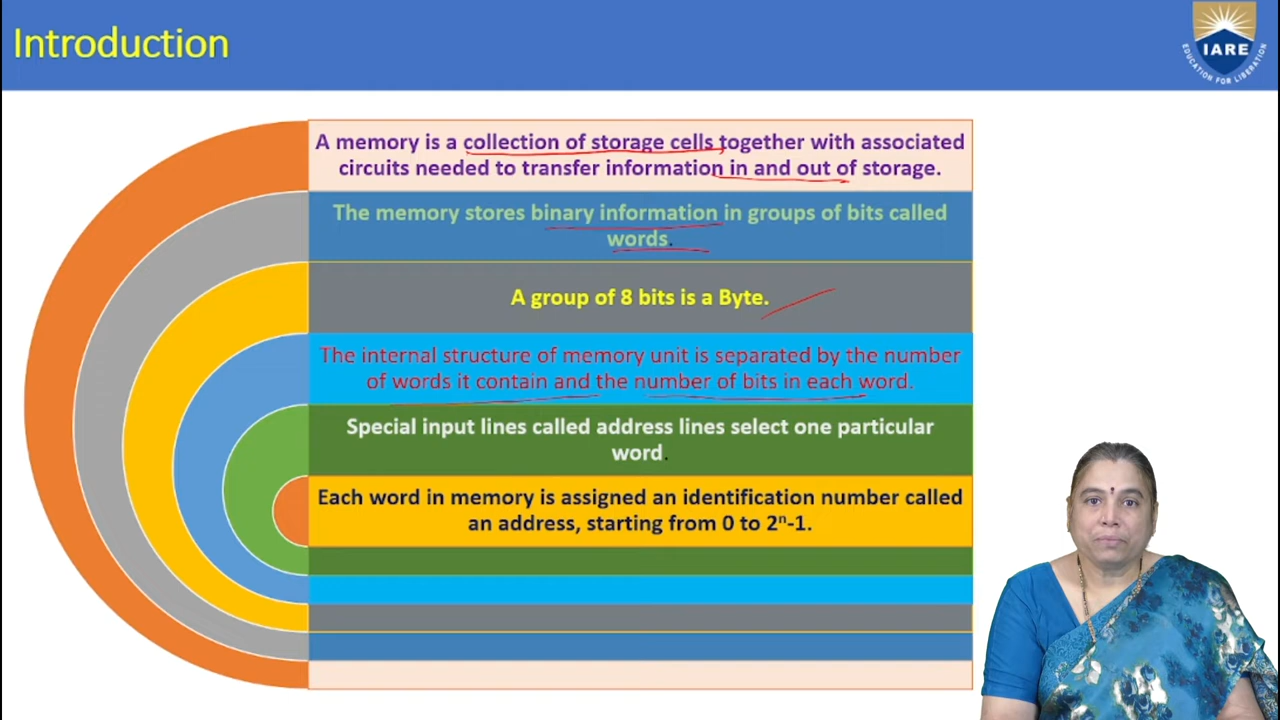 Introduction
IARE
EDUCATION FOR LIBERATION
A memory is a collection of storage cells together with associated
circuits needed to transfer information in and out of storage.
The memory stores binary information in groups of bits called
words.
A group of 8 bits is a Byte.
The internal structure of memory unit is separated by the number
of words it contain and the number of bits in each word.
Special input lines called address lines select one particular
word.
Each word in memory is assigned an identification number called
an address, starting from 0 to 2ⁿ-1.